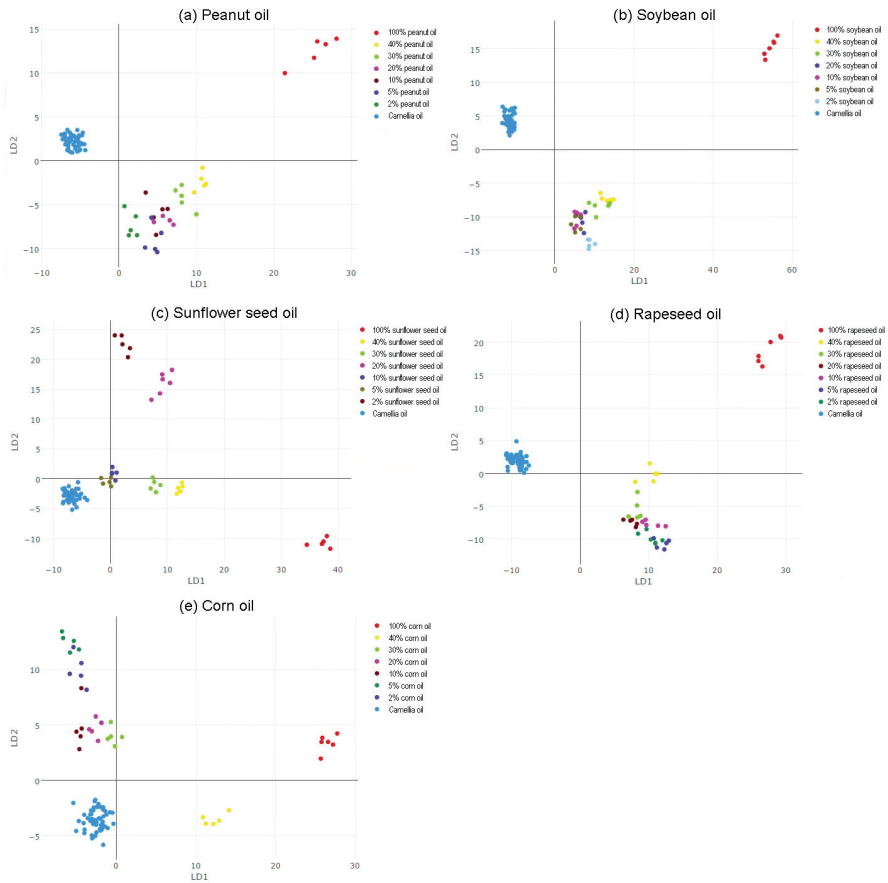 (a) Peanut oil
15
10
5
0
−5
−10
−10
0
10
20
30
LD1
LD2
100% peanut oil
40% peanut oil
30% peanut oil
20% peanut oil
10% peanut oil
5% peanut oil
2% peanut oil
Camellia oil
(b) Soybean oil
15
10
5
0
−5
−10
−15
0
20
40
60
LD1
LD2
100% soybean oil
40% soybean oil
30% soybean oil
20% soybean oil
10% soybean oil
5% soybean oil
2% soybean oil
Camellia oil
(c) Sunflower seed oil
25
20
15
10
5
0
−5
−10
−10
0
10
20
30
40
LD1
LD2
100% sunflower seed oil
40% sunflower seed oil
30% sunflower seed oil
20% sunflower seed oil
10% sunflower seed oil
5% sunflower seed oil
2% sunflower seed oil
Camellia oil
(d) Rapeseed oil
20
15
10
5
0
−5
−10
−10
0
10
20
30
LD1
LD2
100% rapeseed oil
40% rapeseed oil
30% rapeseed oil
20% rapeseed oil
10% rapeseed oil
5% rapeseed oil
2% rapeseed oil
Camellia oil
(e) Corn oil
10
5
0
−5
0
10
20
30
LD1
LD2
100% corn oil
40% corn oil
30% corn oil
20% corn oil
10% corn oil
5% corn oil
2% corn oil
Camellia oil